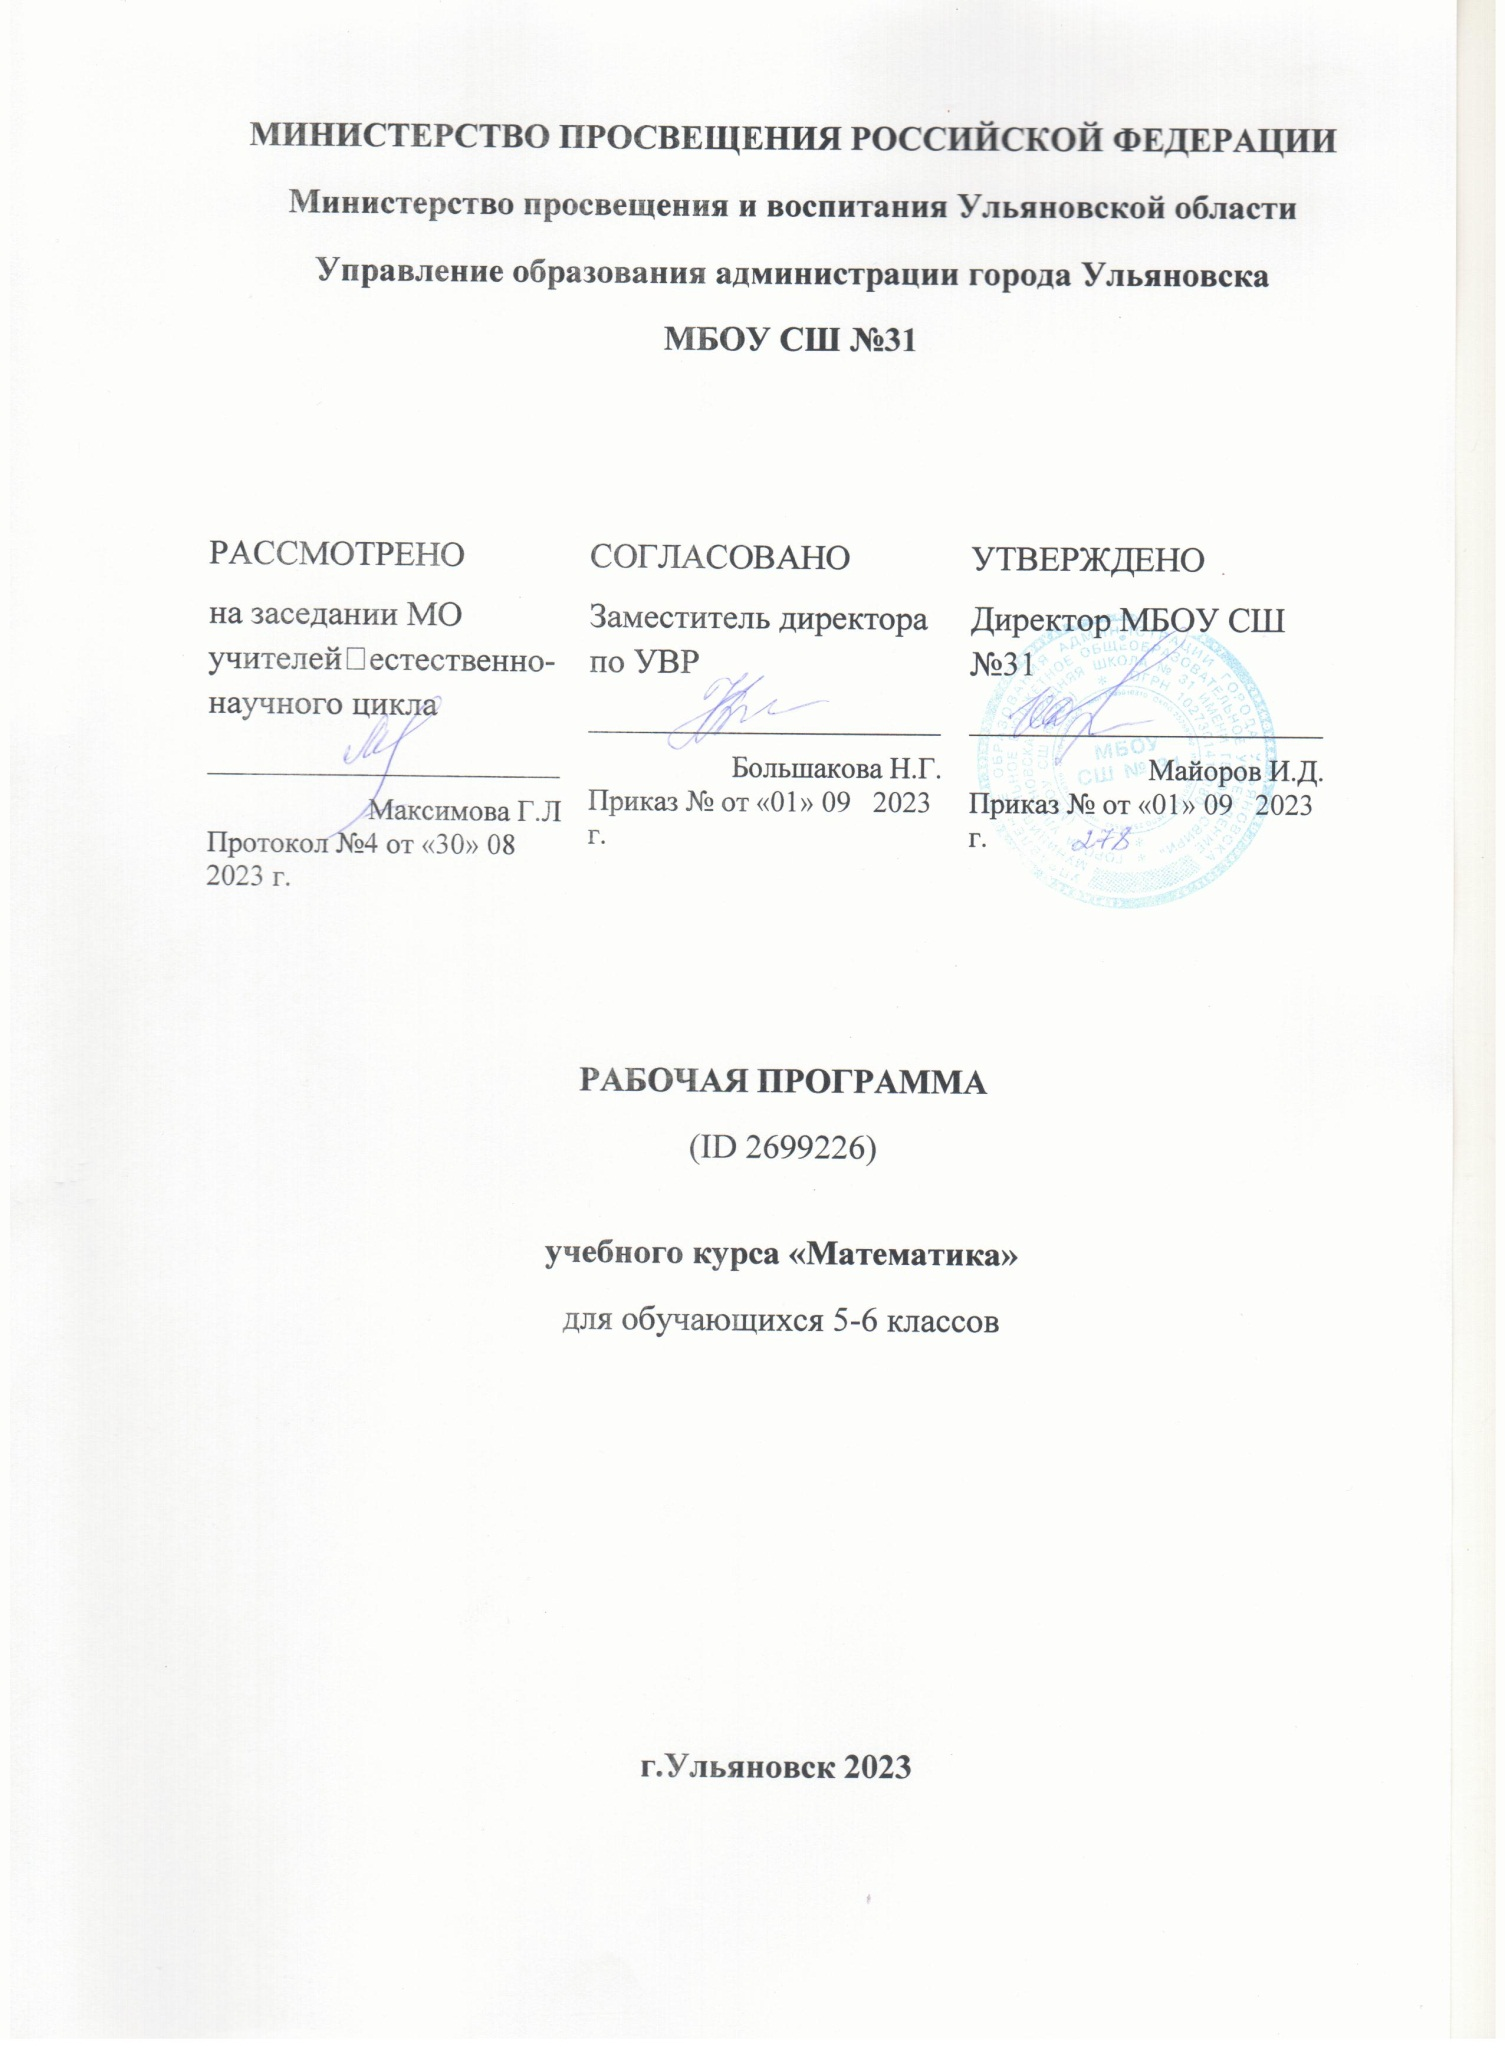 МИНИСТЕРСТВО ПРОСВЕЩЕНИЯ РОССИЙСКОЙ ФЕДЕРАЦИИ
Министерство просвещения и воспитания Ульяновской области
Управление образования администрации города Ульяновска
МБОУ СШ №31
РАССМОТРЕНО
на заседании МО
учителей□естественно-
научного цикла
Максимова Г.Л
Протокол №4 от «30» 08
2023 г.
СОГЛАСОВАНО
Заместитель директора
по УВР
Большакова Н.Г.
Приказ № от «01» 09 2023
г.
УТВЕРЖДЕНО
Директор МБОУ СШ
№31
Майоров И.Д.
Приказ № от «01» 09 2023
г. 278
МБОУ
СШ №
РАБОЧАЯ ПРОГРАММА
(ID 2699226)
учебного курса «Математика»
для обучающихся 5-6 классов
г.Ульяновск 2023